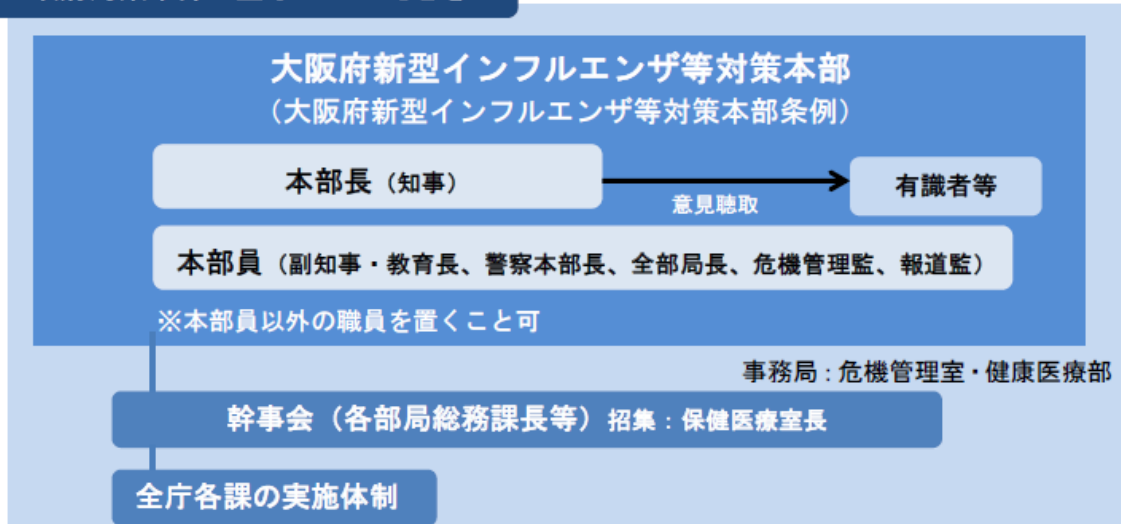 大阪府新型インフルエンザ等対策本部
（大阪府新型インフルエンザ等対策本部条例）
本部長（知事）
意見聴取
有識者等
本部員（副知事・教育長、警察本部長、全部局長、危機管理監、報道監）
※本部員以外の職員を置くこと可
事務局：危機管理室・健康医療部
幹事会（各部局総務課長等）招集：保健医療室長
全庁各課の実施体制